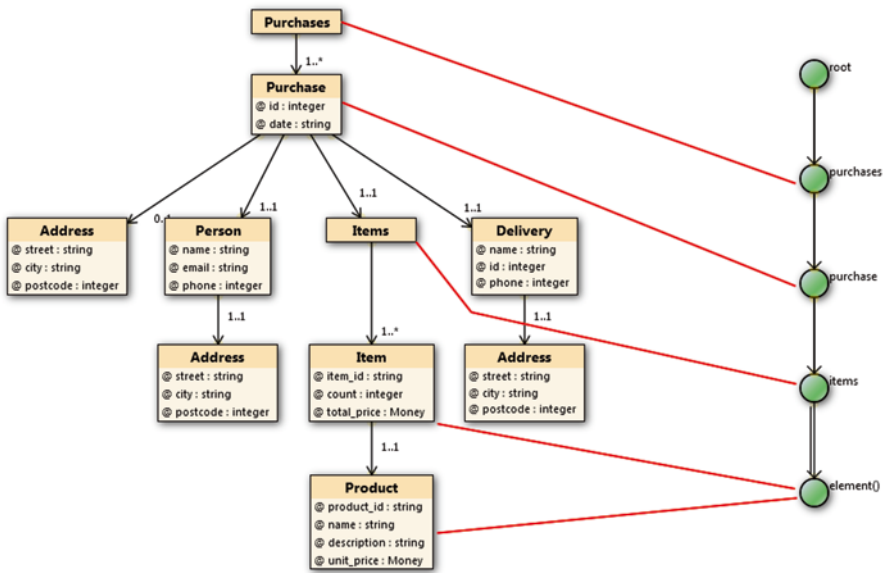 Purchases
root
1..*
Purchase
@ id : integer
@ date : string
purchases
1..1
1..1
1..1
0..1
Address
@ street : string
@ city : string
@ postcode : integer
Person
@ name : string
@ email : string
@ phone : integer
Items
Delivery
@ name : string
@ id : integer
@ phone : integer
purchase
1..1
1..*
1..1
Address
@ street : string
@ city : string
@ postcode : integer
Item
@ item_id : string
@ count : integer
@ total_price : Money
Address
@ street : string
@ city : string
@ postcode : integer
items
1..1
Product
@ product_id : string
@ name : string
@ description : string
@ unit_price : Money
element()